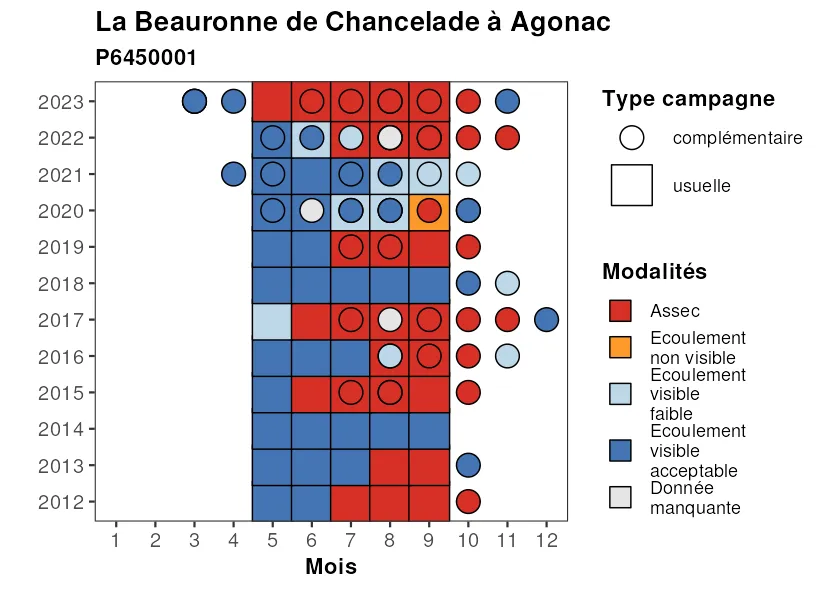 La Beauronne de Chancelade à Agonac
P6450001
2023
2022
2021
2020
2019
2018
2017
2016
2015
2014
2013
2012
1 2 3 4 5 6 7 8 9 10 11 12
Mois
Type campagne
complémentaire
usuelle
Modalités
Assec
Ecoulement
non visible
Ecoulement
visible
faible
Ecoulement
visible
acceptable
Donnée
manquante